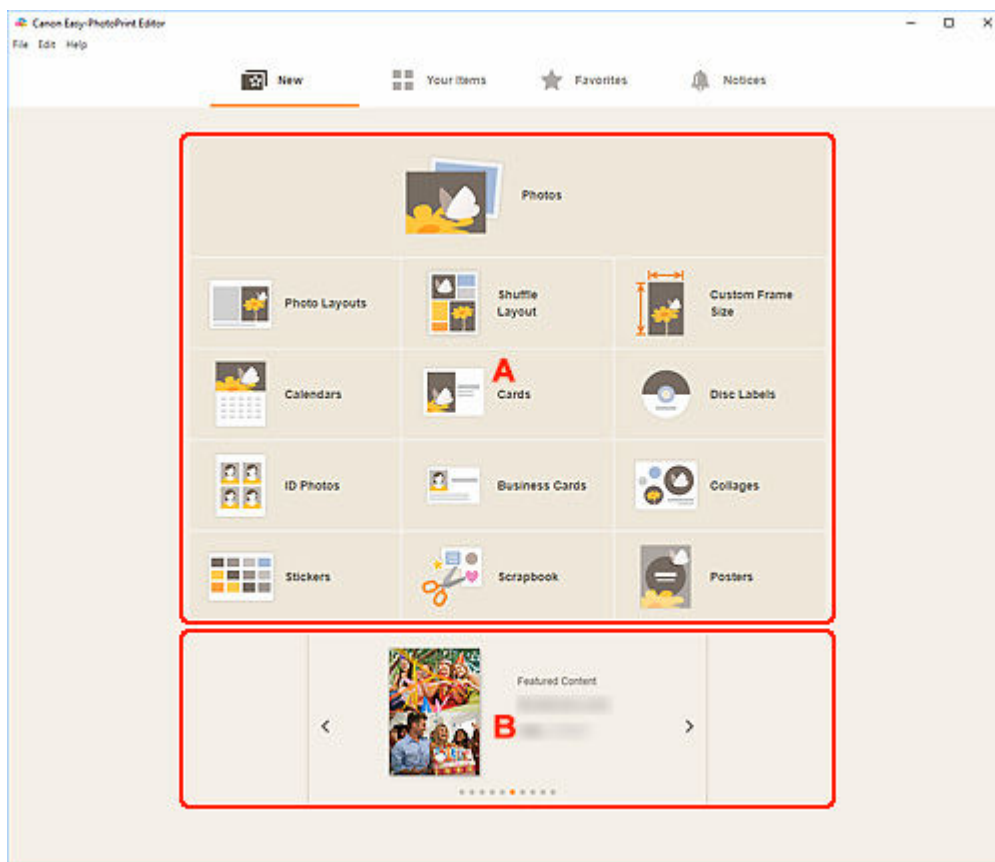 Canon Easy-PhotoPrint Editor
File Edit Help
New Your Items Favorites Notices
Photos
Photo Layouts
Shuffle
Layout
Custom Frame
Size
A
Calendars
Cards
Disc Labels
ID Photos
Business Cards
Collages
Stickers
Scrapbook
Posters
Featured Content
B